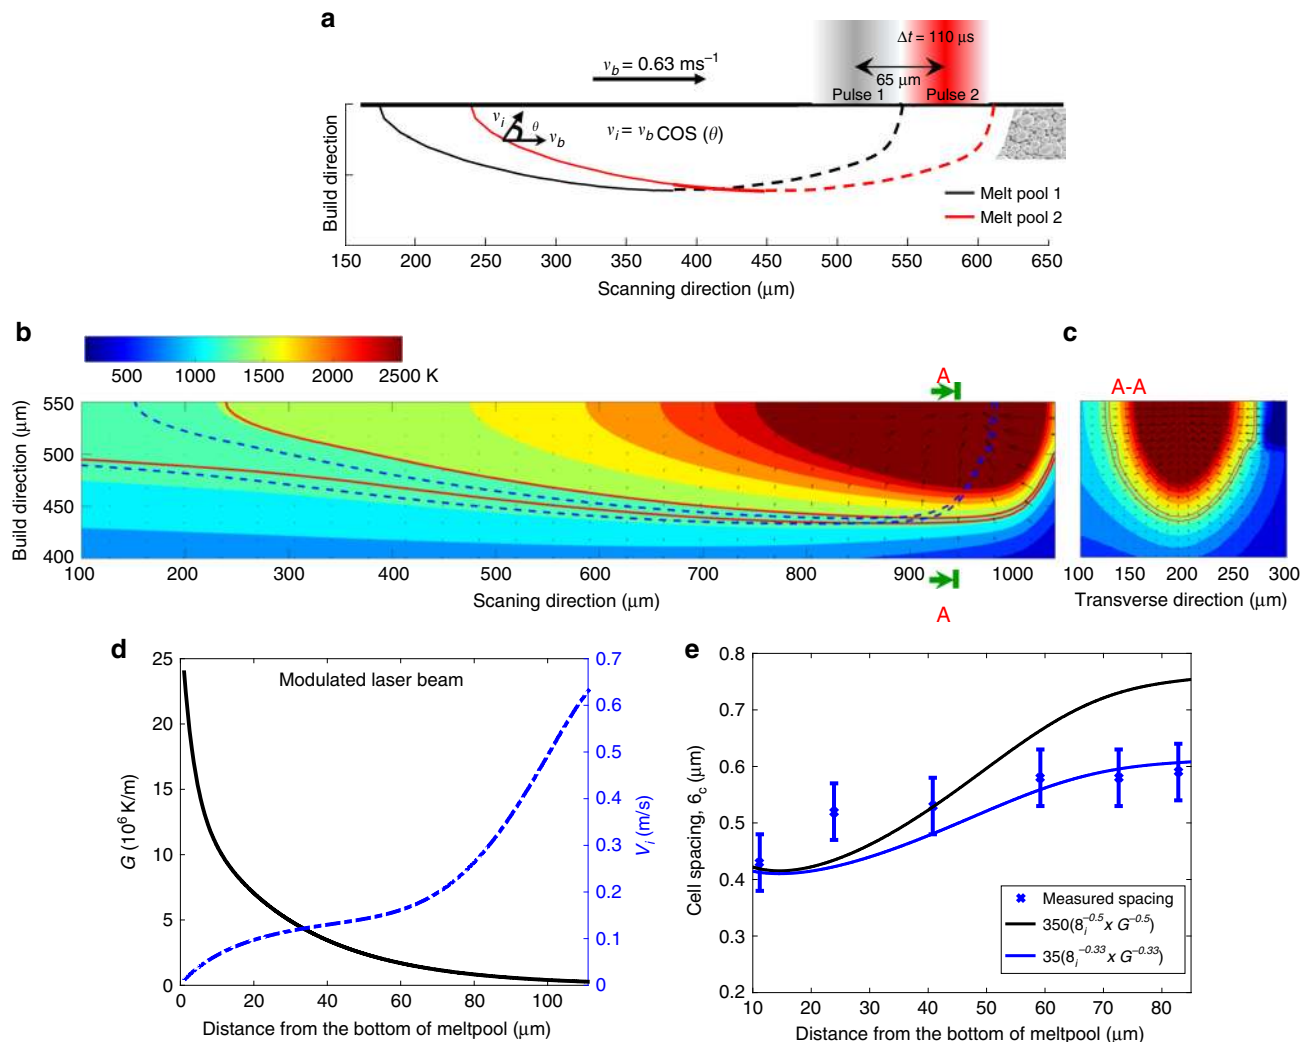 a
Δt = 110 μs
v_b = 0.63 ms⁻¹
65 μm
Pulse 1 Pulse 2
v_i θ v_b
v_i = v_b COS (θ)
Build direction
Melt pool 1
Melt pool 2
150 200 250 300 350 400 450 500 550 600 650
Scanning direction (μm)
b
500 1000 1500 2000 2500 K
A
c
A-A
Build direction (μm)
550
500
450
400
100 200 300 400 500 600 700 800 900 1000
Scaning direction (μm)
A
100 150 200 250 300
Transverse direction (μm)
d
Modulated laser beam
G (10⁶ K/m)
25
20
15
10
5
0
V_i (m/s)
0.7
0.6
0.5
0.4
0.3
0.2
0.1
0
0 20 40 60 80 100
Distance from the bottom of meltpool (μm)
e
Cell spacing, 6_c (μm)
0.8
0.7
0.6
0.5
0.4
0.3
0.2
Measured spacing
350(8_i^-0.5 x G^-0.5)
35(8_i^-0.33 x G^-0.33)
10 20 30 40 50 60 70 80
Distance from the bottom of meltpool (μm)